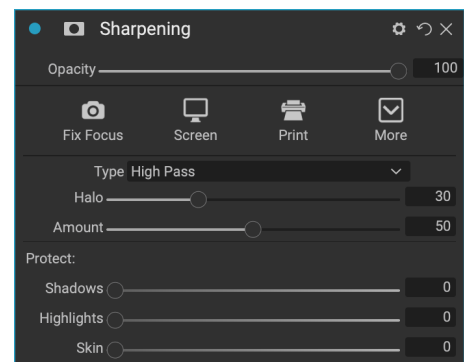 Sharpening
Opacity 100
Fix Focus Screen Print More
Type High Pass
Halo 30
Amount 50
Protect:
Shadows 0
Highlights 0
Skin 0